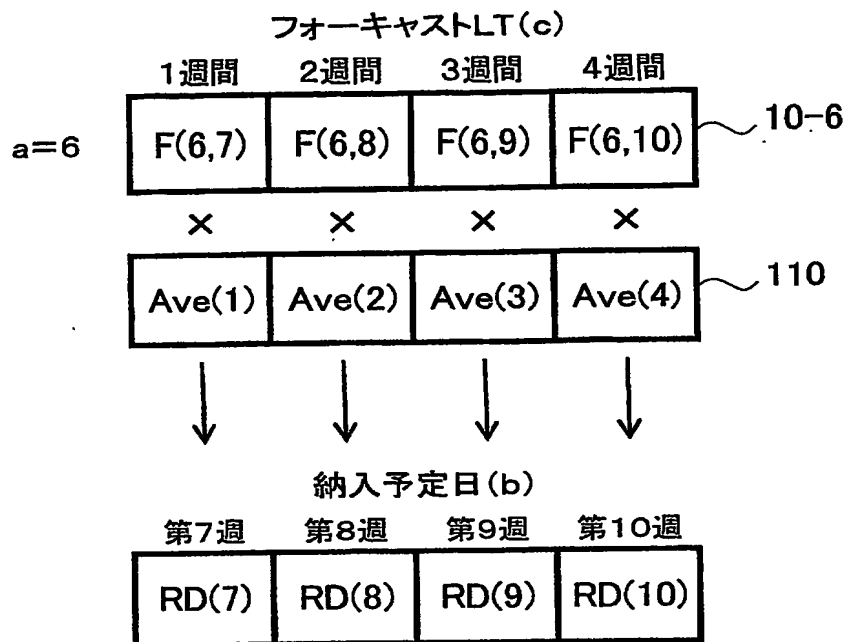 フォーキャストLT(c)
1週間 2週間 3週間 4週間
a=6 F(6,7) F(6,8) F(6,9) F(6,10) 10-6
× × × ×
Ave(1) Ave(2) Ave(3) Ave(4) 110
納入予定日(b)
第7週 第8週 第9週 第10週
RD(7) RD(8) RD(9) RD(10)